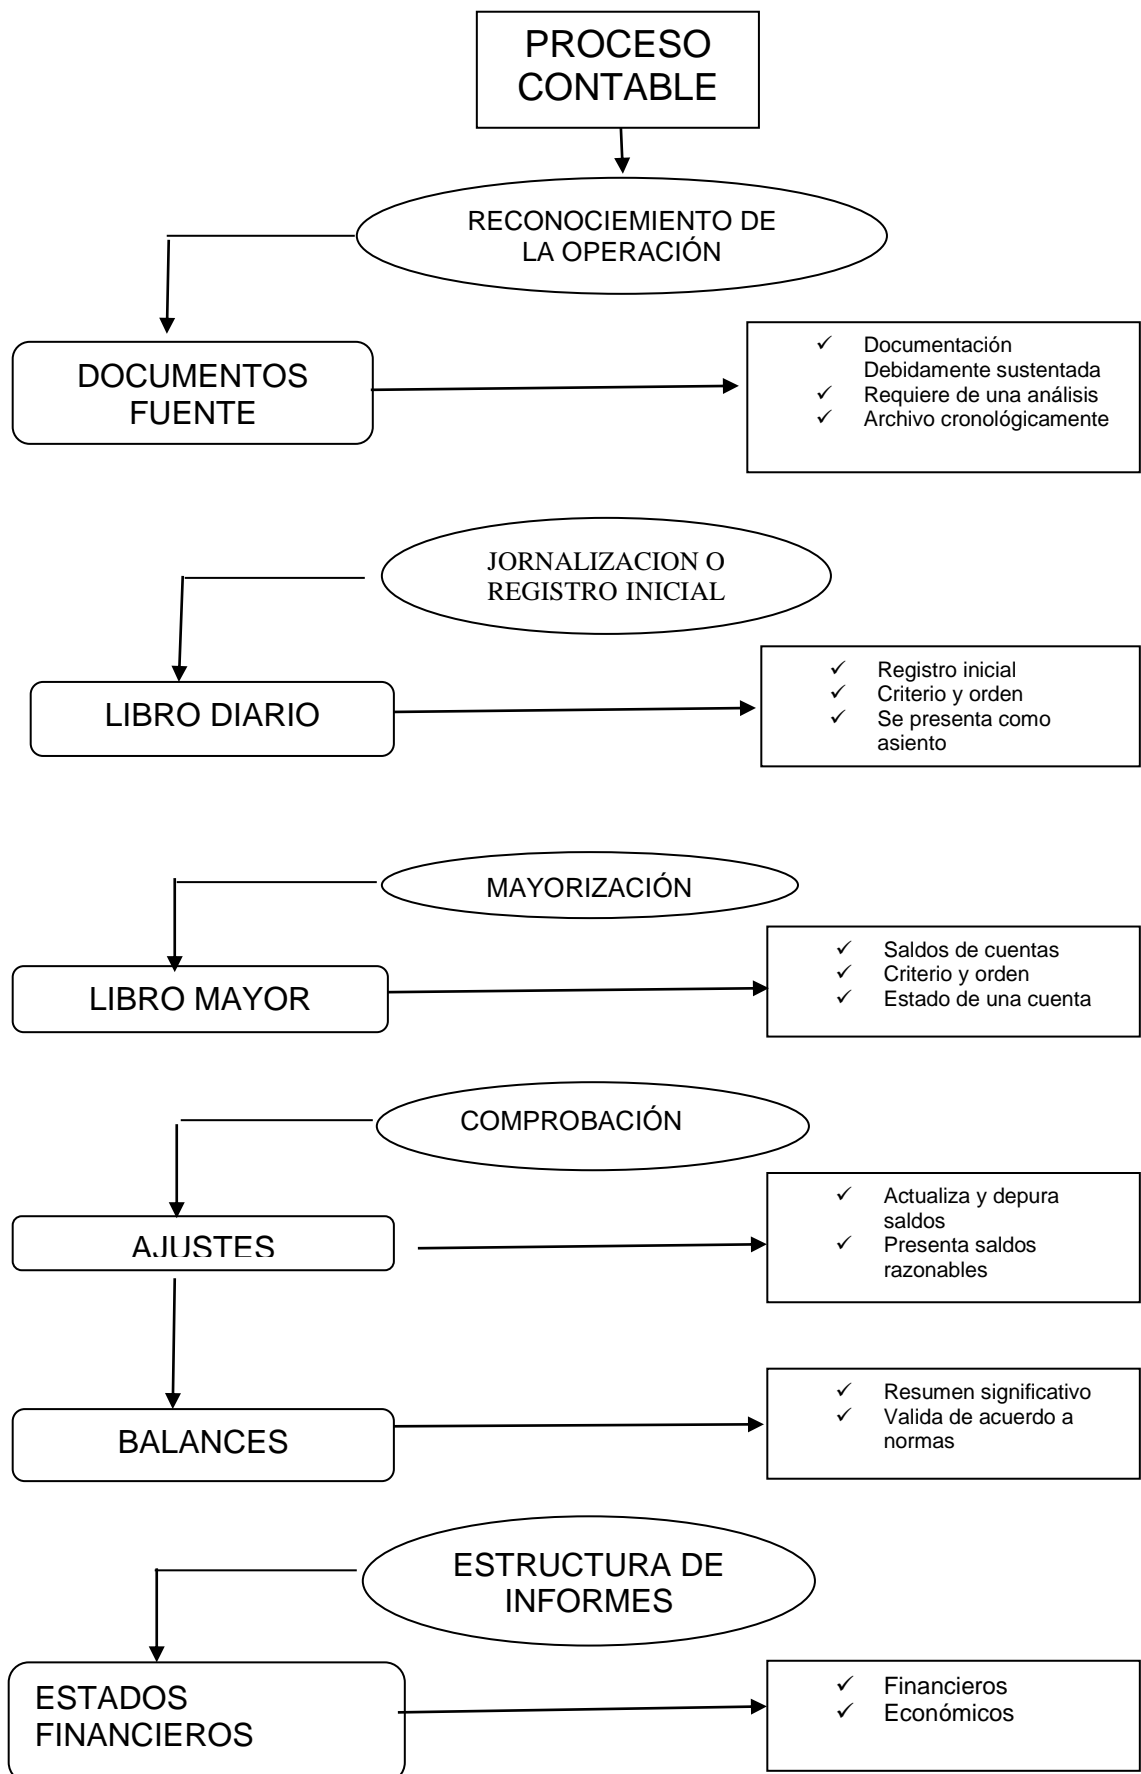 PROCESO
CONTABLE
RECONOCIEMIENTO DE
LA OPERACIÓN
DOCUMENTOS
FUENTE
✓ Documentación
Debidamente sustentada
✓ Requiere de una análisis
✓ Archivo cronológicamente
JORNALIZACION O
REGISTRO INICIAL
LIBRO DIARIO
✓ Registro inicial
✓ Criterio y orden
✓ Se presenta como
asiento
MAYORIZACIÓN
LIBRO MAYOR
✓ Saldos de cuentas
✓ Criterio y orden
✓ Estado de una cuenta
COMPROBACIÓN
AJUSTES
✓ Actualiza y depura
saldos
✓ Presenta saldos
razonables
BALANCES
✓ Resumen significativo
✓ Valida de acuerdo a
normas
ESTRUCTURA DE
INFORMES
ESTADOS
FINANCIEROS
✓ Financieros
✓ Económicos